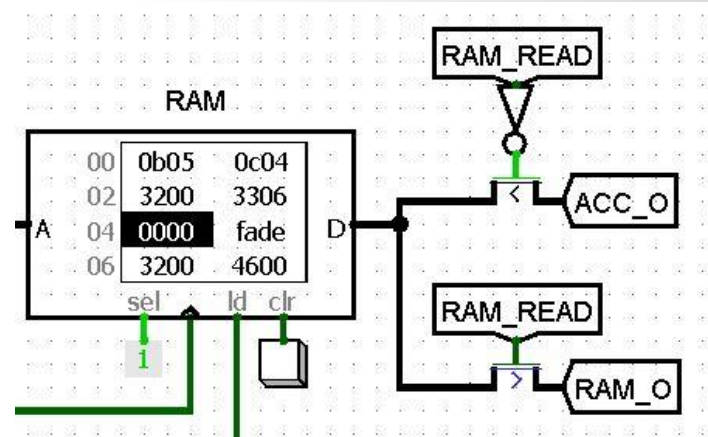 RAM_READ
RAM
00 0b05 0c04
02 3200 3306
A 04 0000 fade D
06 3200 4600
sel ld clr
1
ACC_O
RAM_READ
RAM_O